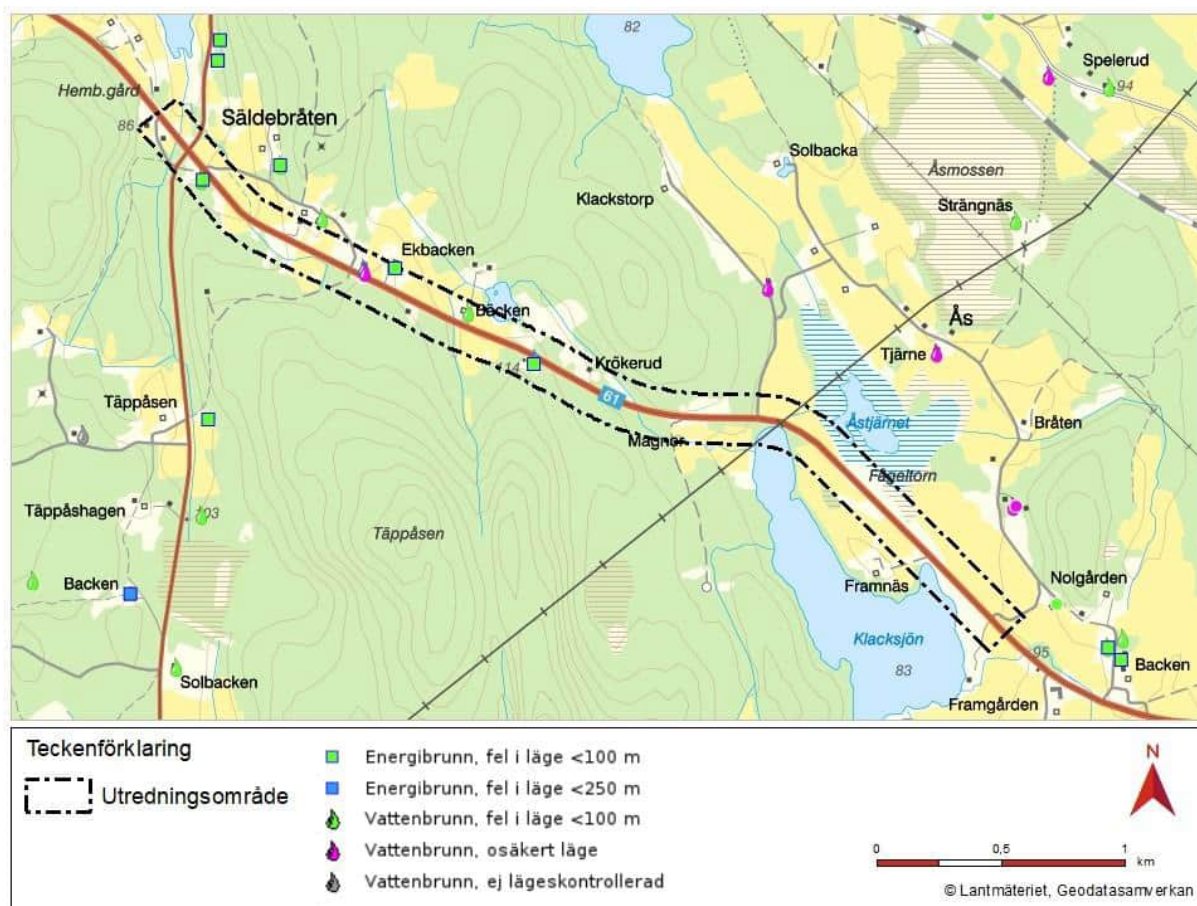 82
Spelerud
94
Hemb.gård
86
Säldebråten
Solbacka
Åsmossen
Klackstorp
Strängnäs
Ekbacken
Ås
Bäcken
Tjärne
114
Krökerud
61
Täppåsen
Åstjärnet
Bråten
Magnor
Fågeltorn
Täppåshagen
103
Täppåsen
Backen
Nolgården
Framnäs
Klacksjön
95
Backen
83
Solbacken
Framgården
Teckenförklaring
Utredningsområde
Energibrunn, fel i läge <100 m
Energibrunn, fel i läge <250 m
Vattenbrunn, fel i läge <100 m
Vattenbrunn, osäkert läge
Vattenbrunn, ej lägeskontrollerad
N
0 0,5 1
km
© Lantmäteriet, Geodatasamverkan